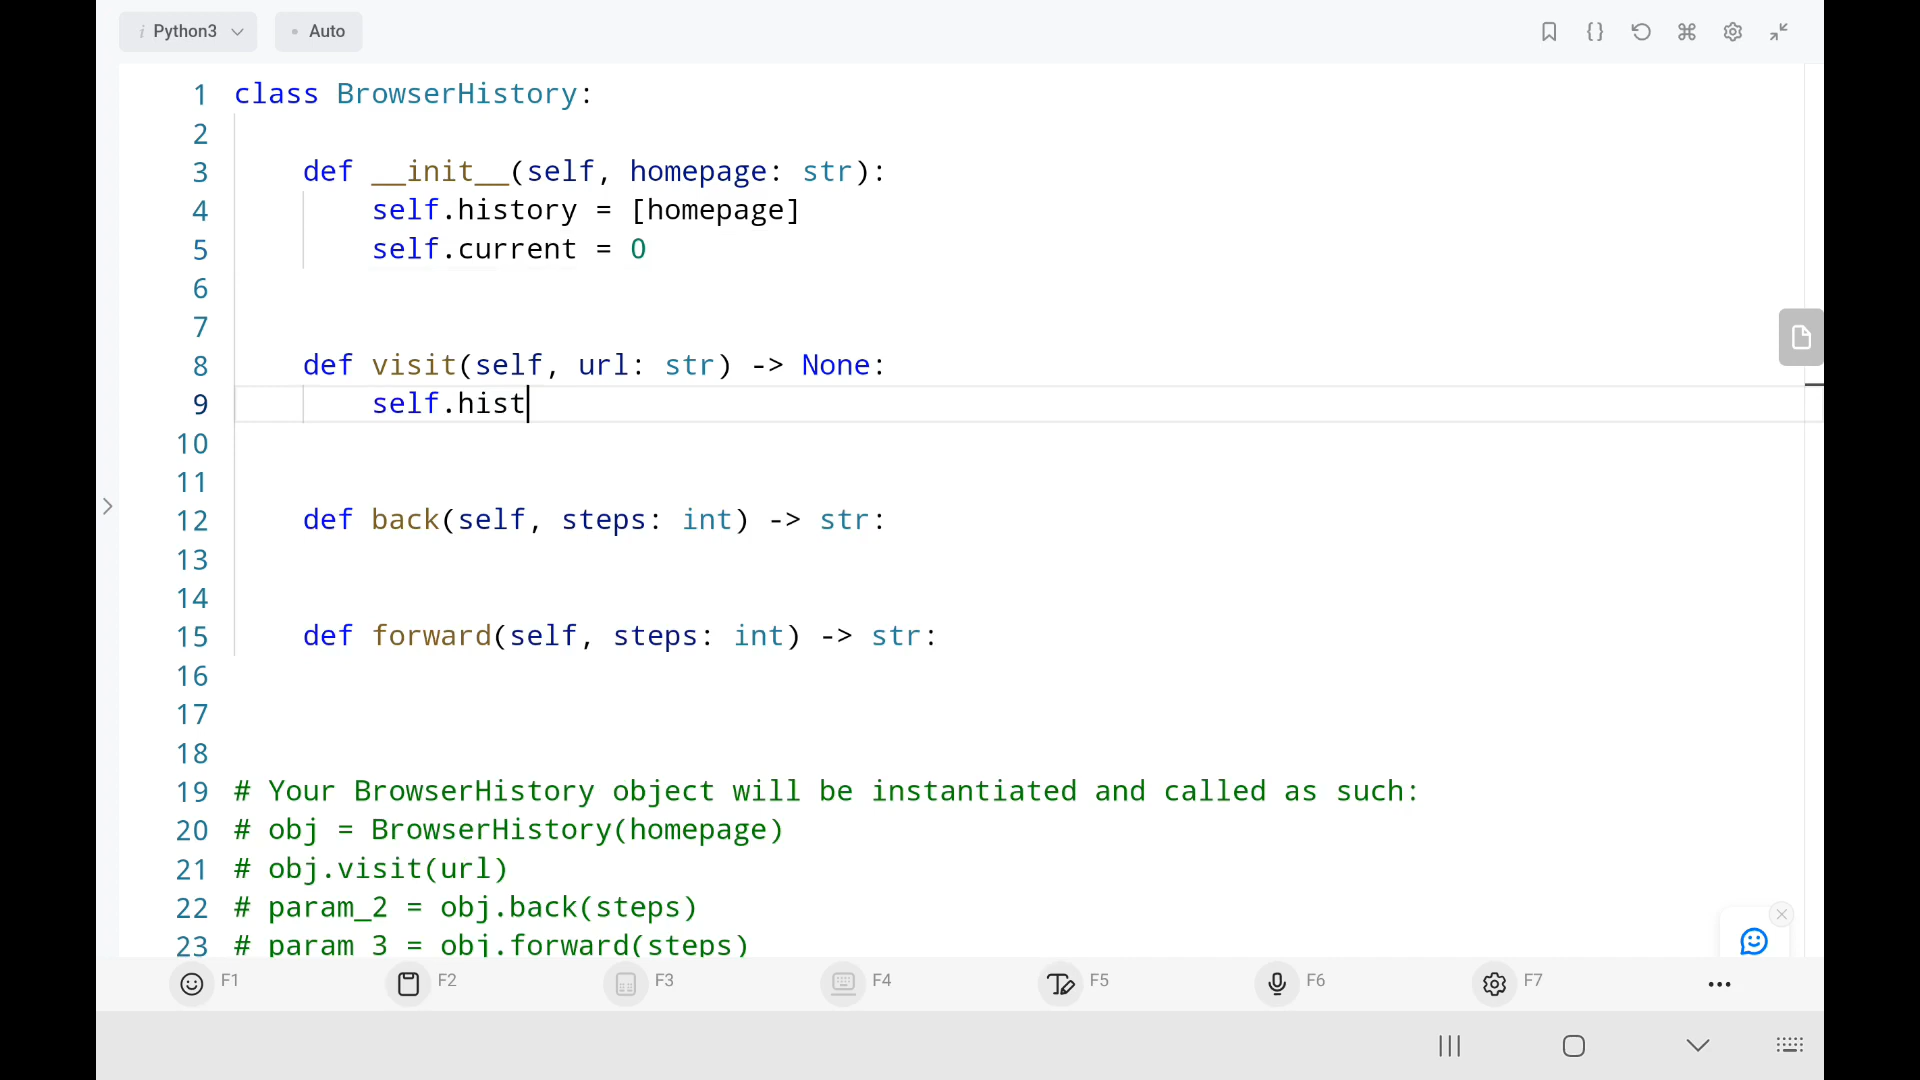 i Python3
Auto
1 class BrowserHistory:
2
3 def __init__(self, homepage: str):
4 self.history = [homepage]
5 self.current = 0
6
7
8 def visit(self, url: str) -> None:
9 self.hist
10
11
12 def back(self, steps: int) -> str:
13
14
15 def forward(self, steps: int) -> str:
16
17
18
19 # Your BrowserHistory object will be instantiated and called as such:
20 # obj = BrowserHistory(homepage)
21 # obj.visit(url)
22 # param_2 = obj.back(steps)
23 # param_3 = obj.forward(steps)
F1 F2 F3 F4 F5 F6 F7